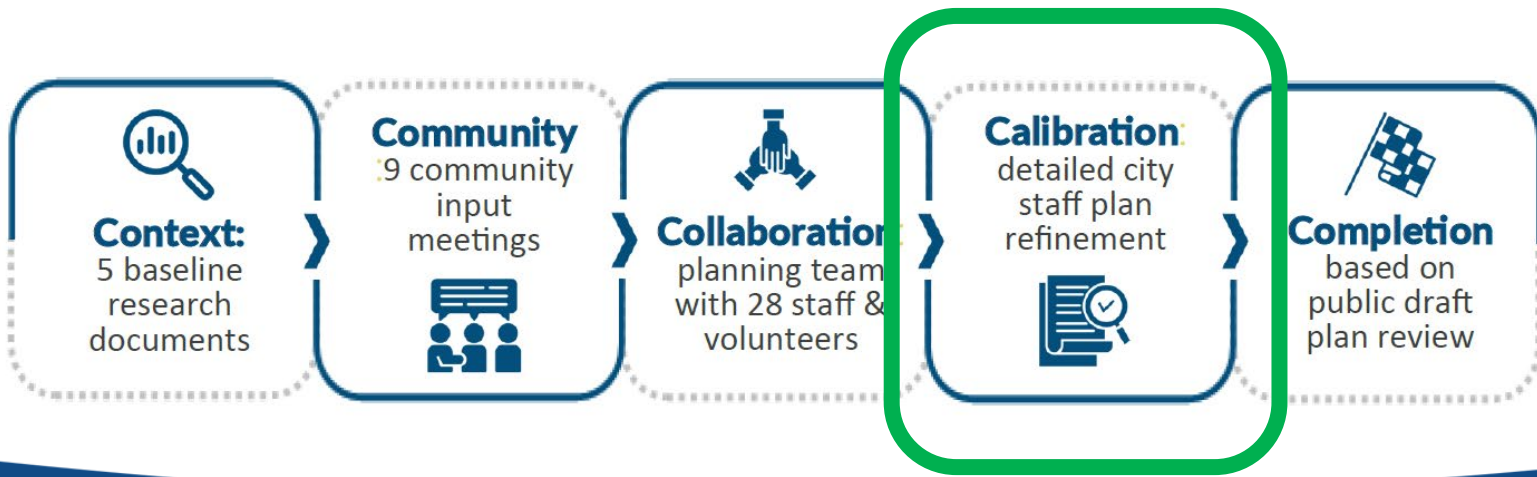 Context:
5 baseline
research
documents
Community
:9 community
input
meetings
Collaboration:
planning team
with 28 staff &
volunteers
Calibration:
detailed city
staff plan
refinement
Completion
based on
public draft
plan review